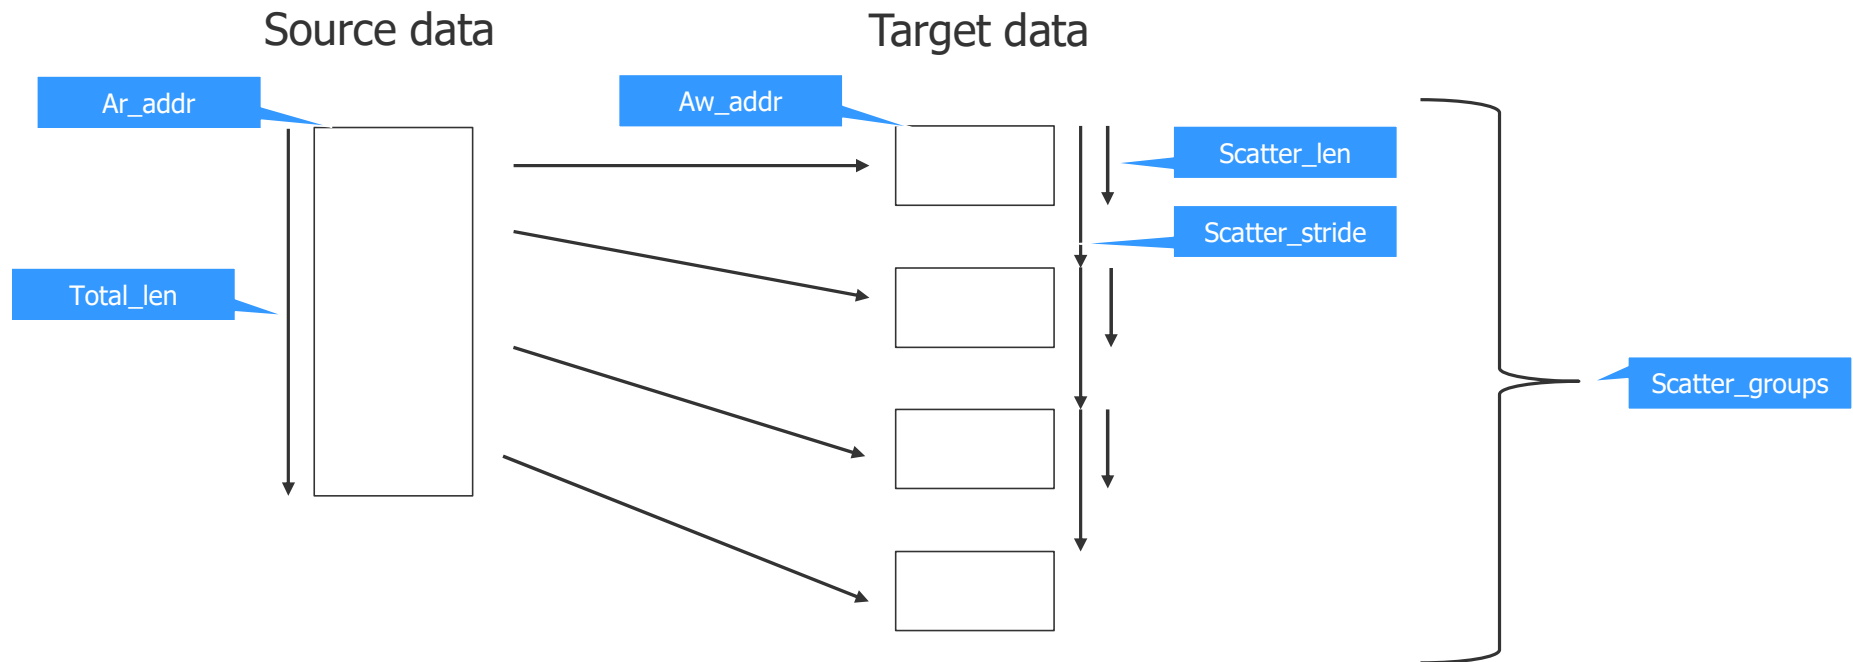 Source data
Target data
Ar_addr
Aw_addr
Scatter_len
Scatter_stride
Total_len
Scatter_groups